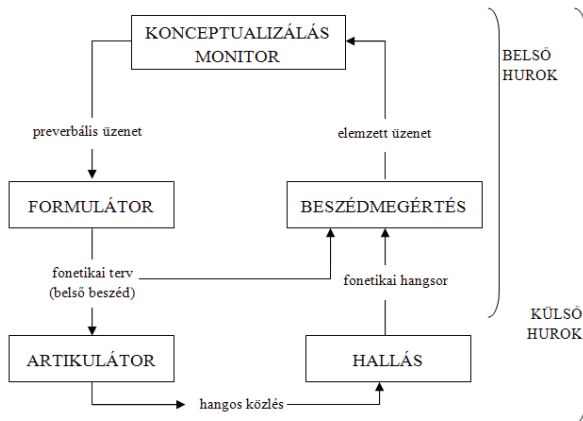 KONCEPTUALIZÁLÁS
MONITOR
BELSŐ
HUROK
preverbális üzenet
elemzett üzenet
FORMULÁTOR
BESZÉDMEGÉRTÉS
fonetikai terv
(belső beszéd)
fonetikai hangsor
KÜLSŐ
HUROK
ARTIKULÁTOR
HALLÁS
hangos közlés